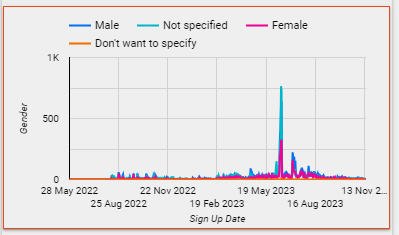 Male Not specified Female
Don't want to specify
1K
500
0
Gender
28 May 2022 22 Nov 2022 19 May 2023 13 Nov 2...
25 Aug 2022 19 Feb 2023 16 Aug 2023
Sign Up Date